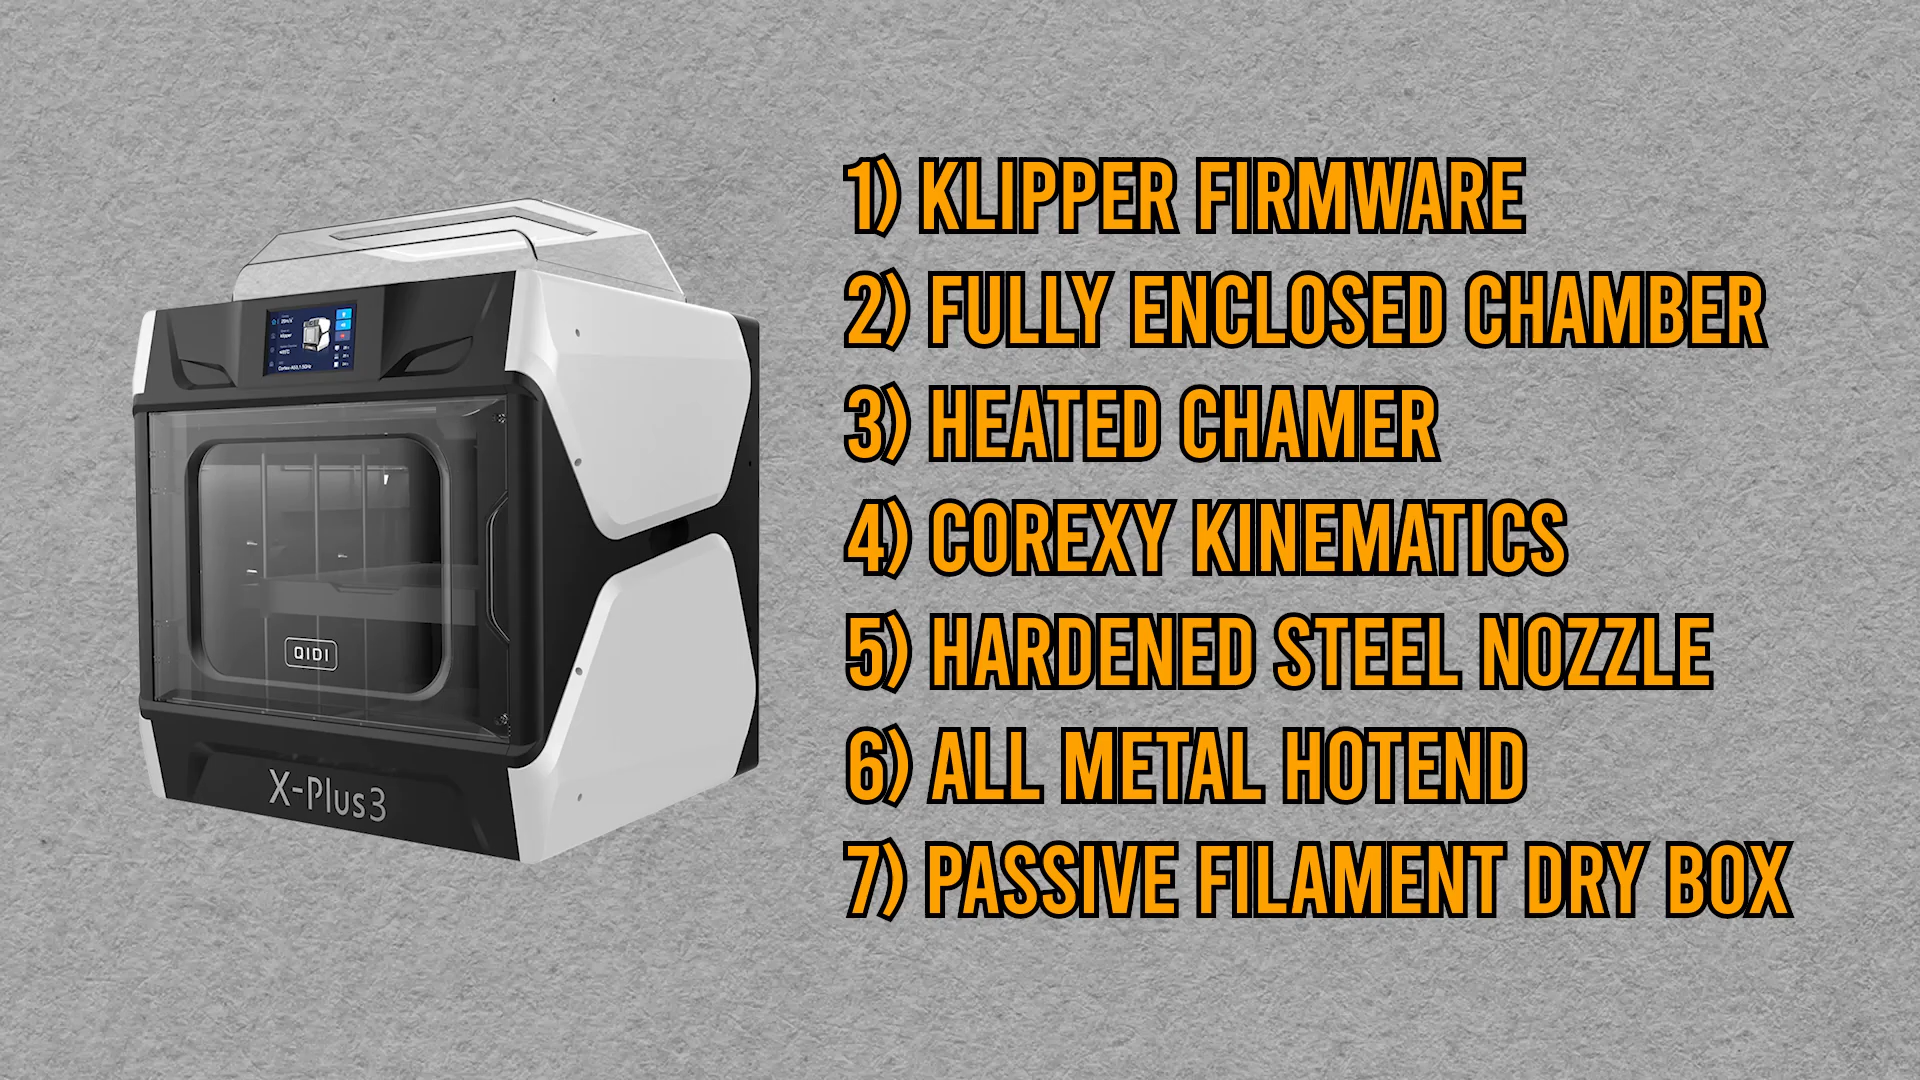 1) KLIPPER FIRMWARE
2) FULLY ENCLOSED CHAMBER
3) HEATED CHAMER
4) COREXY KINEMATICS
5) HARDENED STEEL NOZZLE
6) ALL METAL HOTEND
7) PASSIVE FILAMENT DRY BOX
QIDI
X-Plus3